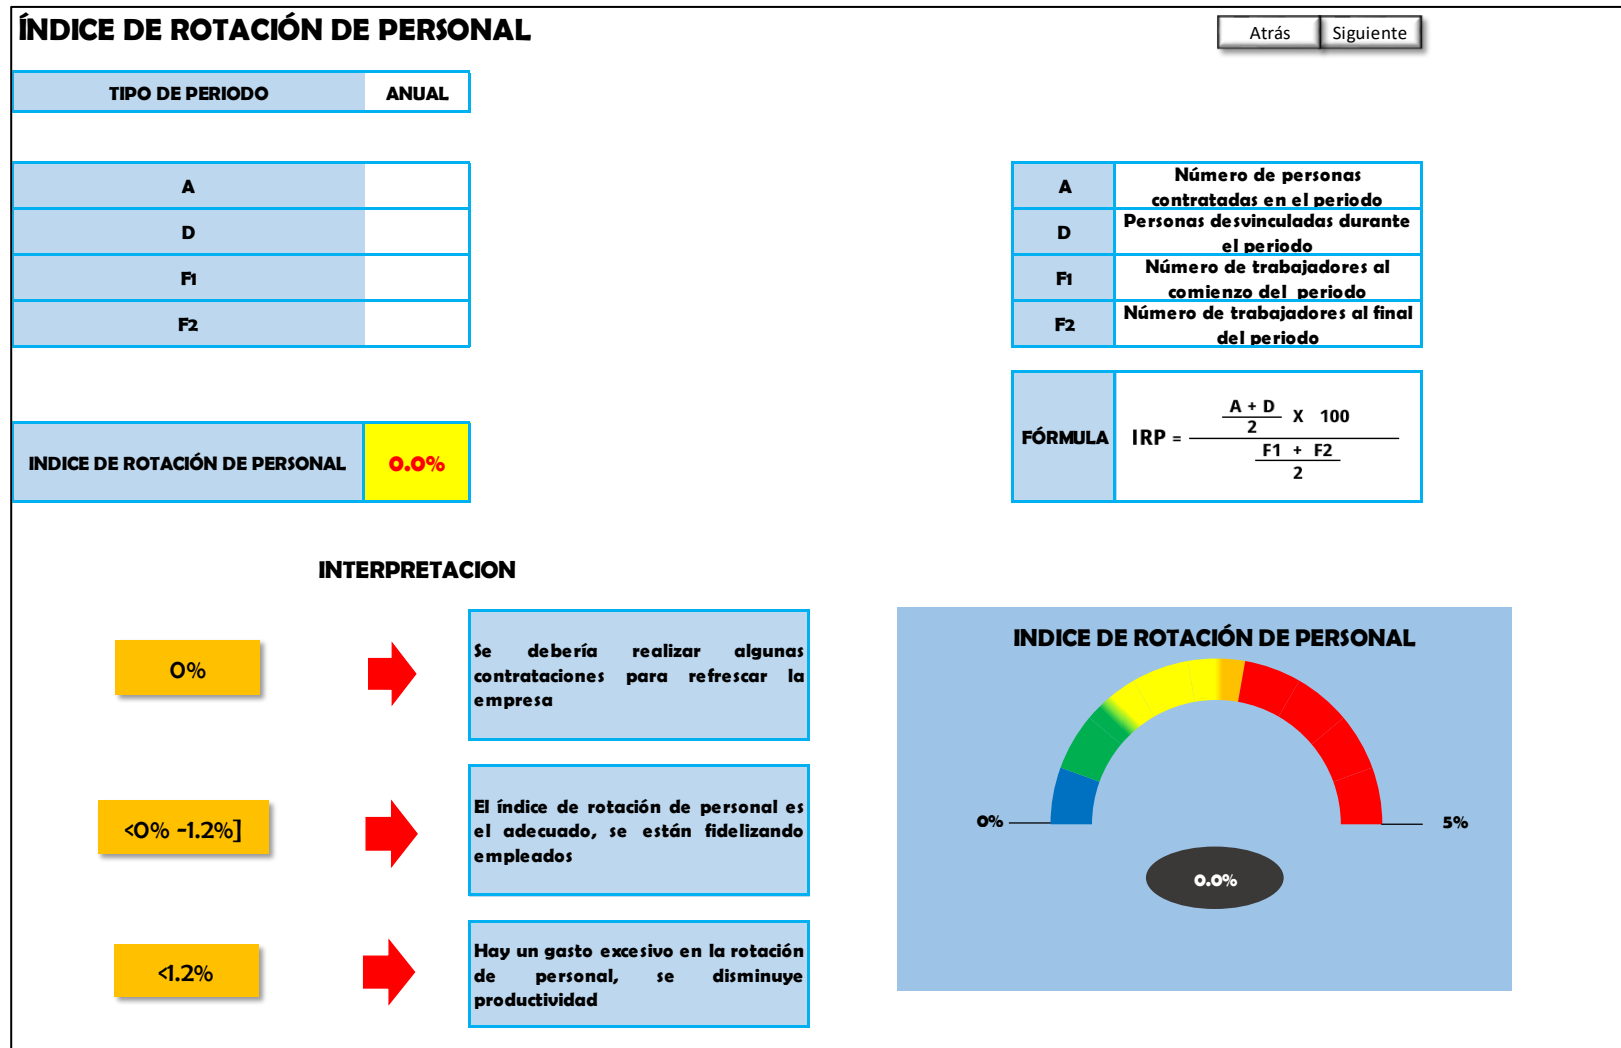 ÍNDICE DE ROTACIÓN DE PERSONAL
Atrás
Siguiente
TIPO DE PERIODO
ANUAL
A
D
F1
F2
A
Número de personas
contratadas en el periodo
D
Personas desvinculadas durante
el periodo
F1
Número de trabajadores al
comienzo del periodo
F2
Número de trabajadores al final
del periodo
INDICE DE ROTACIÓN DE PERSONAL
0.0%
FÓRMULA
IRP =
A + D
2
X 100
F1 + F2
2
INTERPRETACION
0%
Se debería realizar algunas
contrataciones para refrescar la
empresa
<0% -1.2%]
El índice de rotación de personal es
el adecuado, se están fidelizando
empleados
<1.2%
Hay un gasto excesivo en la rotación
de personal, se disminuye
productividad
INDICE DE ROTACIÓN DE PERSONAL
0%
5%
0.0%